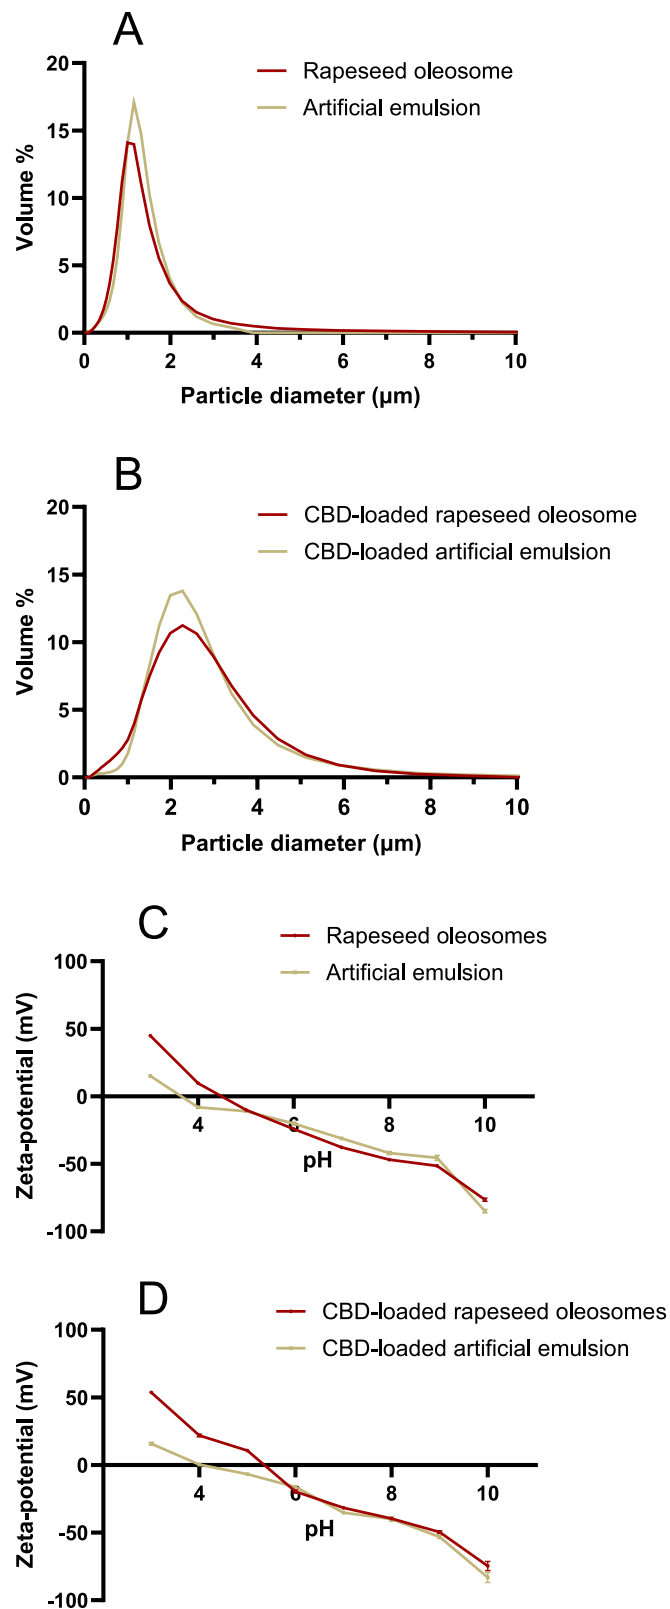 A
Rapeseed oleosome
Artificial emulsion
Volume %
20
15
10
5
0
0 2 4 6 8 10
Particle diameter (µm)
B
CBD-loaded rapeseed oleosome
CBD-loaded artificial emulsion
Volume %
20
15
10
5
0
0 2 4 6 8 10
Particle diameter (µm)
C
Rapeseed oleosomes
Artificial emulsion
Zeta-potential (mV)
100
50
0
-50
-100
4 6 8 10
pH
D
CBD-loaded rapeseed oleosomes
CBD-loaded artificial emulsion
Zeta-potential (mV)
100
50
0
-50
-100
4 6 8 10
pH